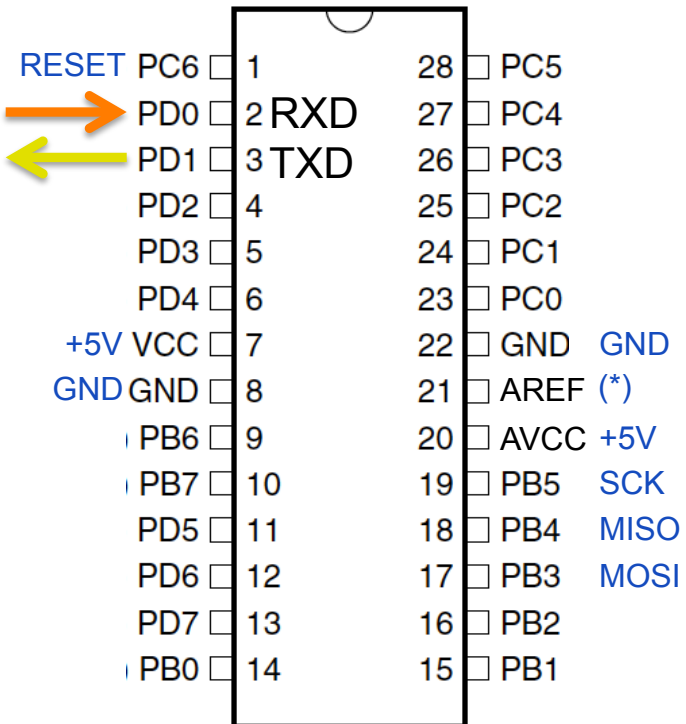 RESET PC6 1 28 PC5
PD0 2 RXD 27 PC4
PD1 3 TXD 26 PC3
PD2 4 25 PC2
PD3 5 24 PC1
PD4 6 23 PC0
+5V VCC 7 22 GND GND
GND GND 8 21 AREF (*)
PB6 9 20 AVCC +5V
PB7 10 19 PB5 SCK
PD5 11 18 PB4 MISO
PD6 12 17 PB3 MOSI
PD7 13 16 PB2
PB0 14 15 PB1